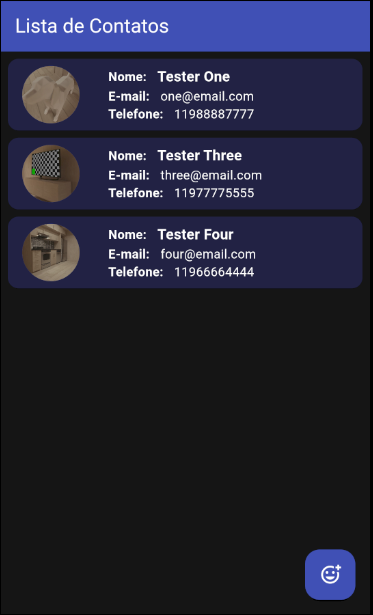 Lista de Contatos
Nome: Tester One
E-mail: one@email.com
Telefone: 11988887777
Nome: Tester Three
E-mail: three@email.com
Telefone: 11977775555
Nome: Tester Four
E-mail: four@email.com
Telefone: 11966664444